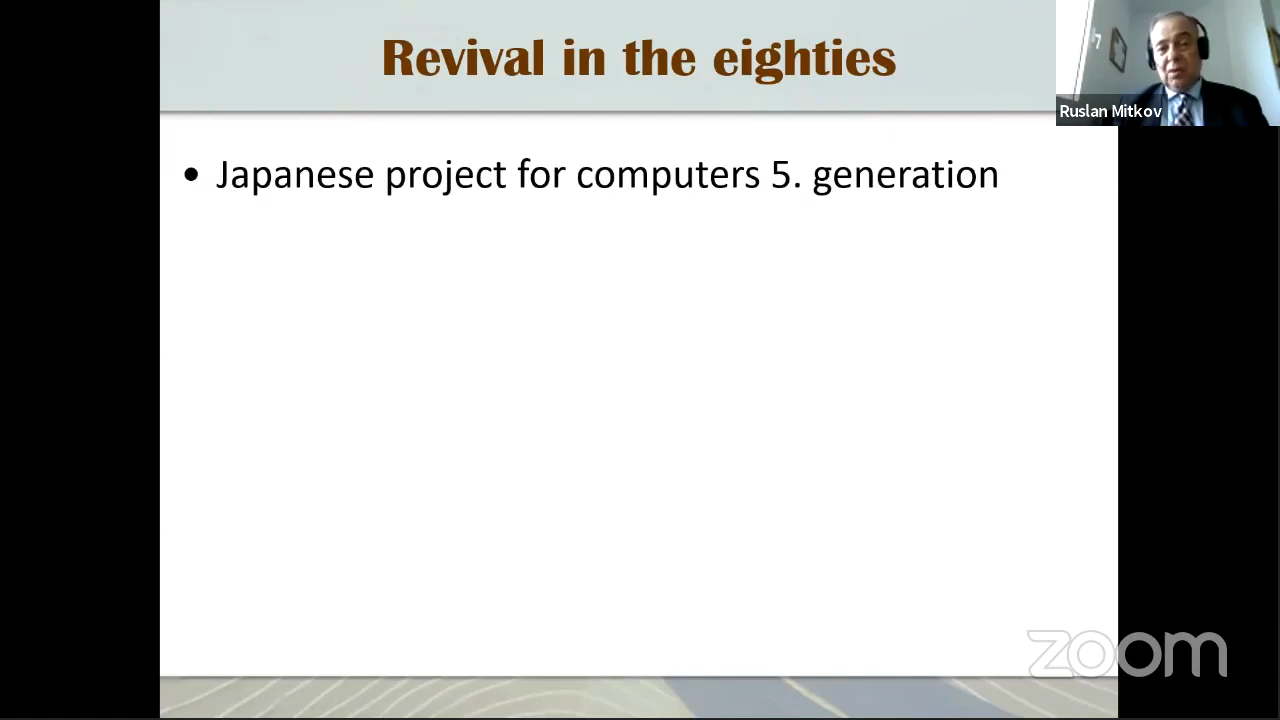 Revival in the eighties
Ruslan Mitkov
• Japanese project for computers 5. generation
zoom